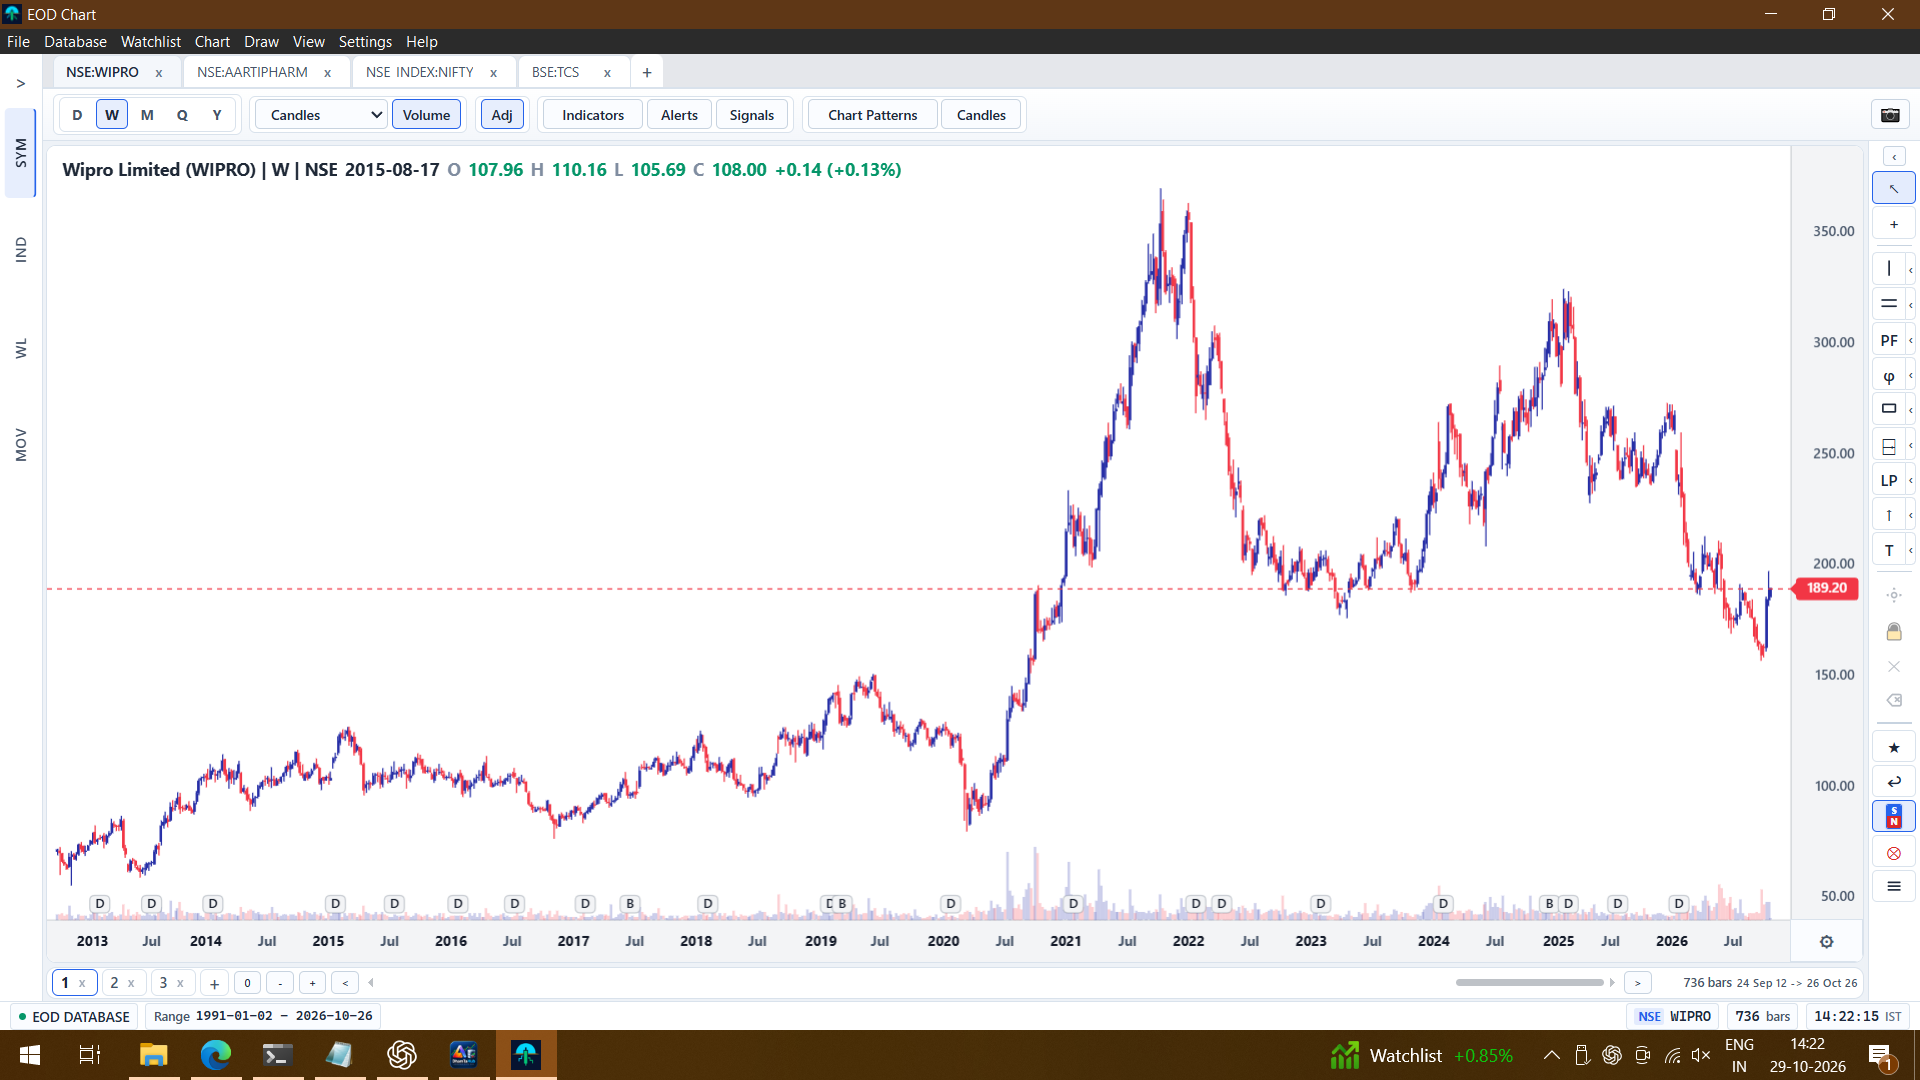 EOD Chart
File Database Watchlist Chart Draw View Settings Help
NSE:WIPRO x NSE:AARTIPHARM x NSE INDEX:NIFTY x BSE:TCS x +
D W M Q Y Candles Volume Adj Indicators Alerts Signals Chart Patterns Candles
SYM
IND
WL
MOV
Wipro Limited (WIPRO) | W | NSE 2015-08-17 O 107.96 H 110.16 L 105.69 C 108.00 +0.14 (+0.13%)
350.00
300.00
250.00
200.00
189.20
150.00
100.00
50.00
PF
φ
LP
T
S
N
D D D D D D D D B D D B D D D D D D B D D D
2013 Jul 2014 Jul 2015 Jul 2016 Jul 2017 Jul 2018 Jul 2019 Jul 2020 Jul 2021 Jul 2022 Jul 2023 Jul 2024 Jul 2025 Jul 2026 Jul
1 x 2 x 3 x + 0 - + < > 736 bars 24 Sep 12 -> 26 Oct 26
EOD DATABASE Range 1991-01-02 - 2026-10-26 NSE WIPRO 736 bars 14:22:15 IST
Watchlist +0.85% ENG 14:22
IN 29-10-2026 1